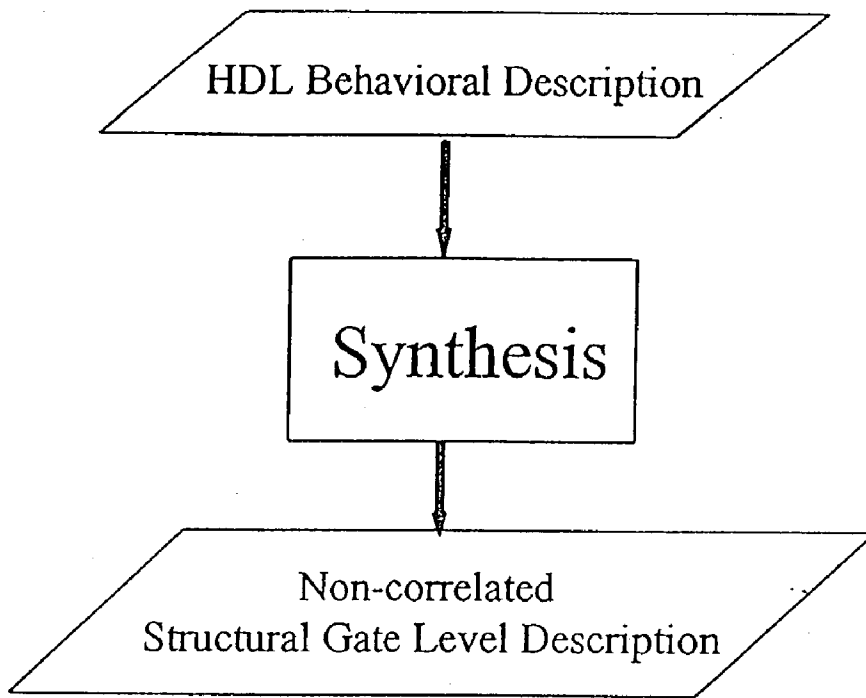 HDL Behavioral Description
Synthesis
Non-correlated
Structural Gate Level Description